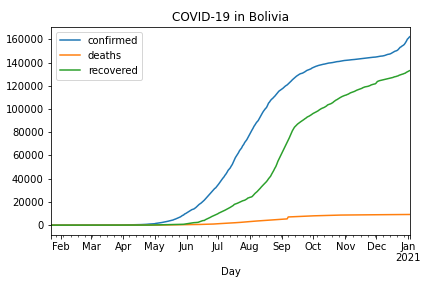 COVID-19 in Bolivia
confirmed
deaths
recovered
160000
140000
120000
100000
80000
60000
40000
20000
0
Feb Mar Apr May Jun Jul Aug Sep Oct Nov Dec Jan
2021
Day